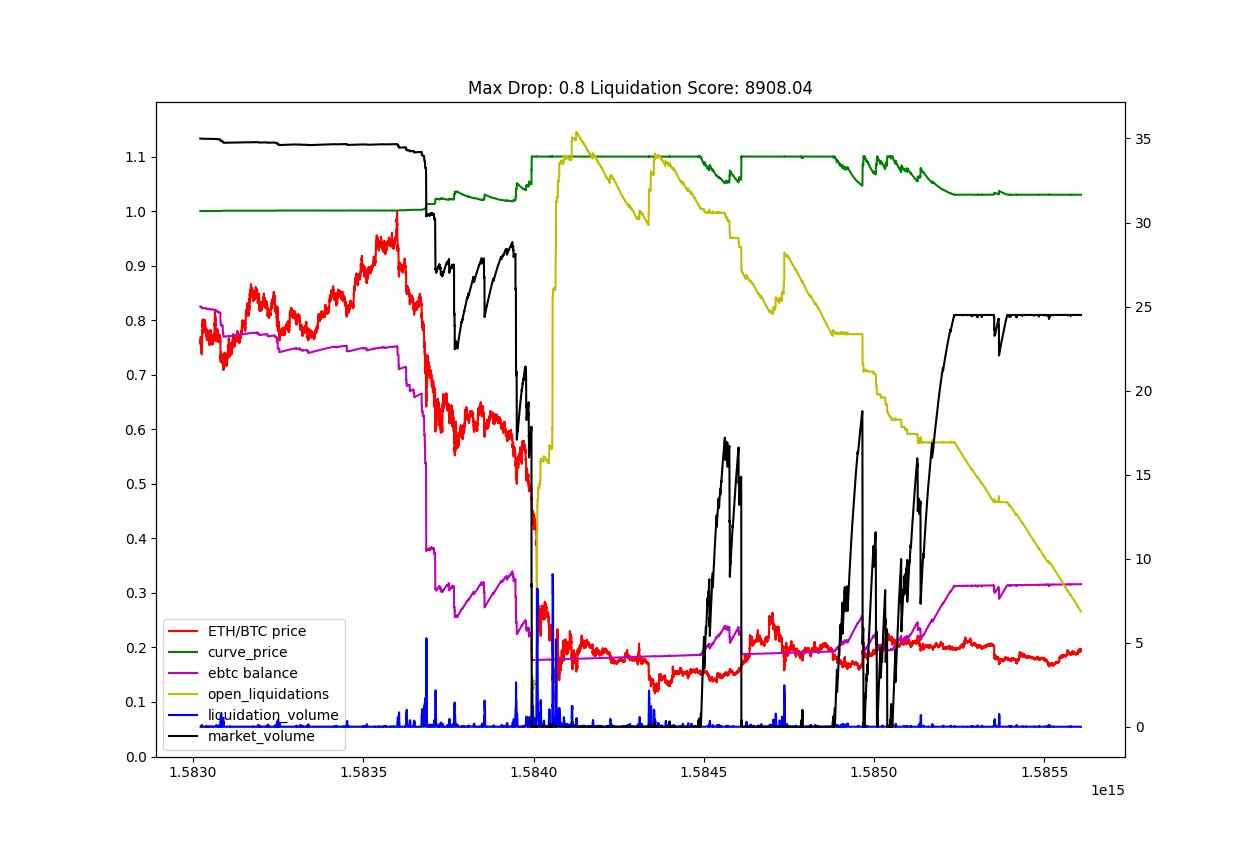 Max Drop: 0.8 Liquidation Score: 8908.04
1.1
1.0
0.9
0.8
0.7
0.6
0.5
0.4
0.3
0.2
0.1
0.0
35
30
25
20
15
10
5
0
ETH/BTC price
curve_price
ebtc balance
open_liquidations
liquidation_volume
market_volume
1.5830 1.5835 1.5840 1.5845 1.5850 1.5855
1e15